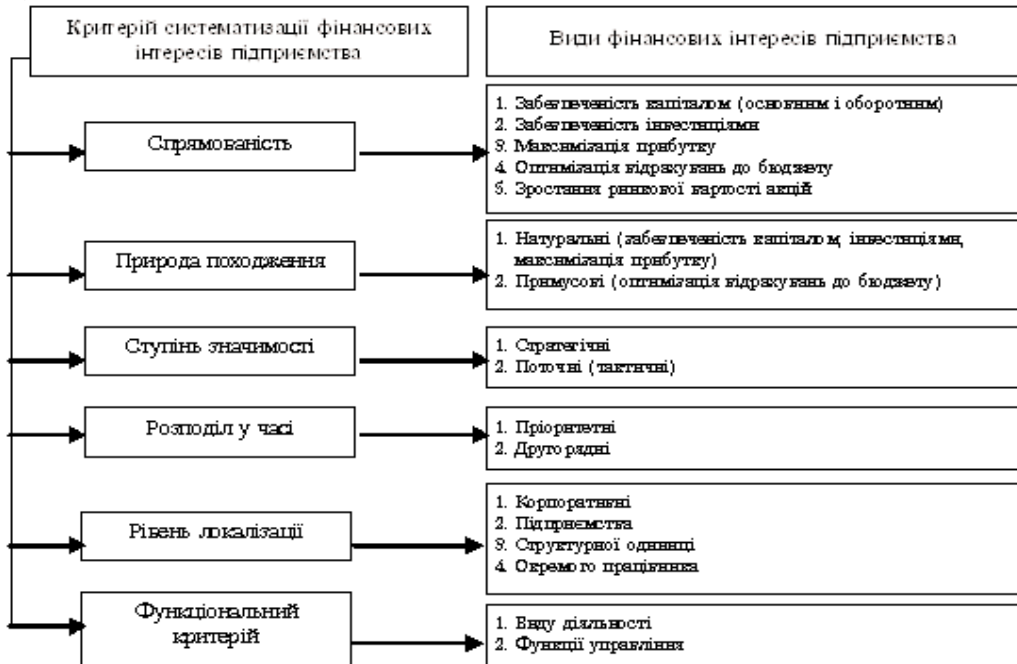 Критерій систематизації фінансових
інтересів підприємства
Види фінансових інтересів підприємства
Спрямованість
1. Забезпеченість капіталом (основним і оборотним)
2. Забезпеченість інвестиціями
3. Максимізація прибутку
4. Оптимізація відрахувань до бюджету
5. Зростання ринкової вартості акцій
Природа походження
1. Натуральні (забезпеченість капіталом, інвестиціями,
максимізація прибутку)
2. Примусові (оптимізація відрахувань до бюджету)
Ступінь значимості
1. Стратегічні
2. Поточні (тактичні)
Розподіл у часі
1. Пріоритетні
2. Другорядні
Рівень локалізації
1. Корпоративні
2. Підприємства
3. Структурної одиниці
4. Окремого працівника
Функціональний
критерій
1. Виду діяльності
2. Функції управління